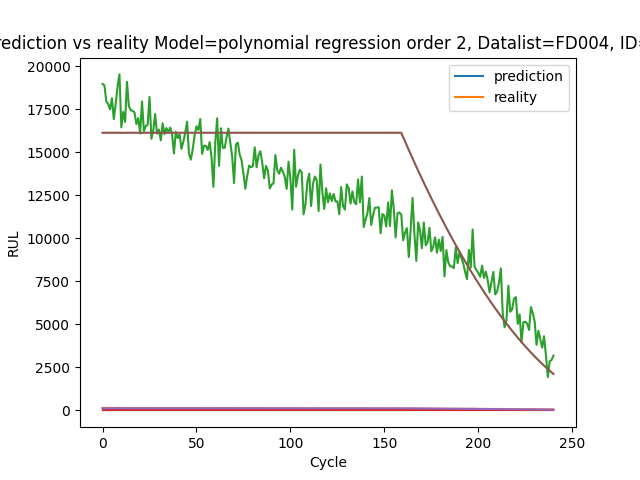 rediction vs reality Model=polynomial regression order 2, Datalist=FD004, ID=
prediction
reality
20000
17500
15000
12500
10000
7500
5000
2500
0
RUL
0 50 100 150 200 250
Cycle